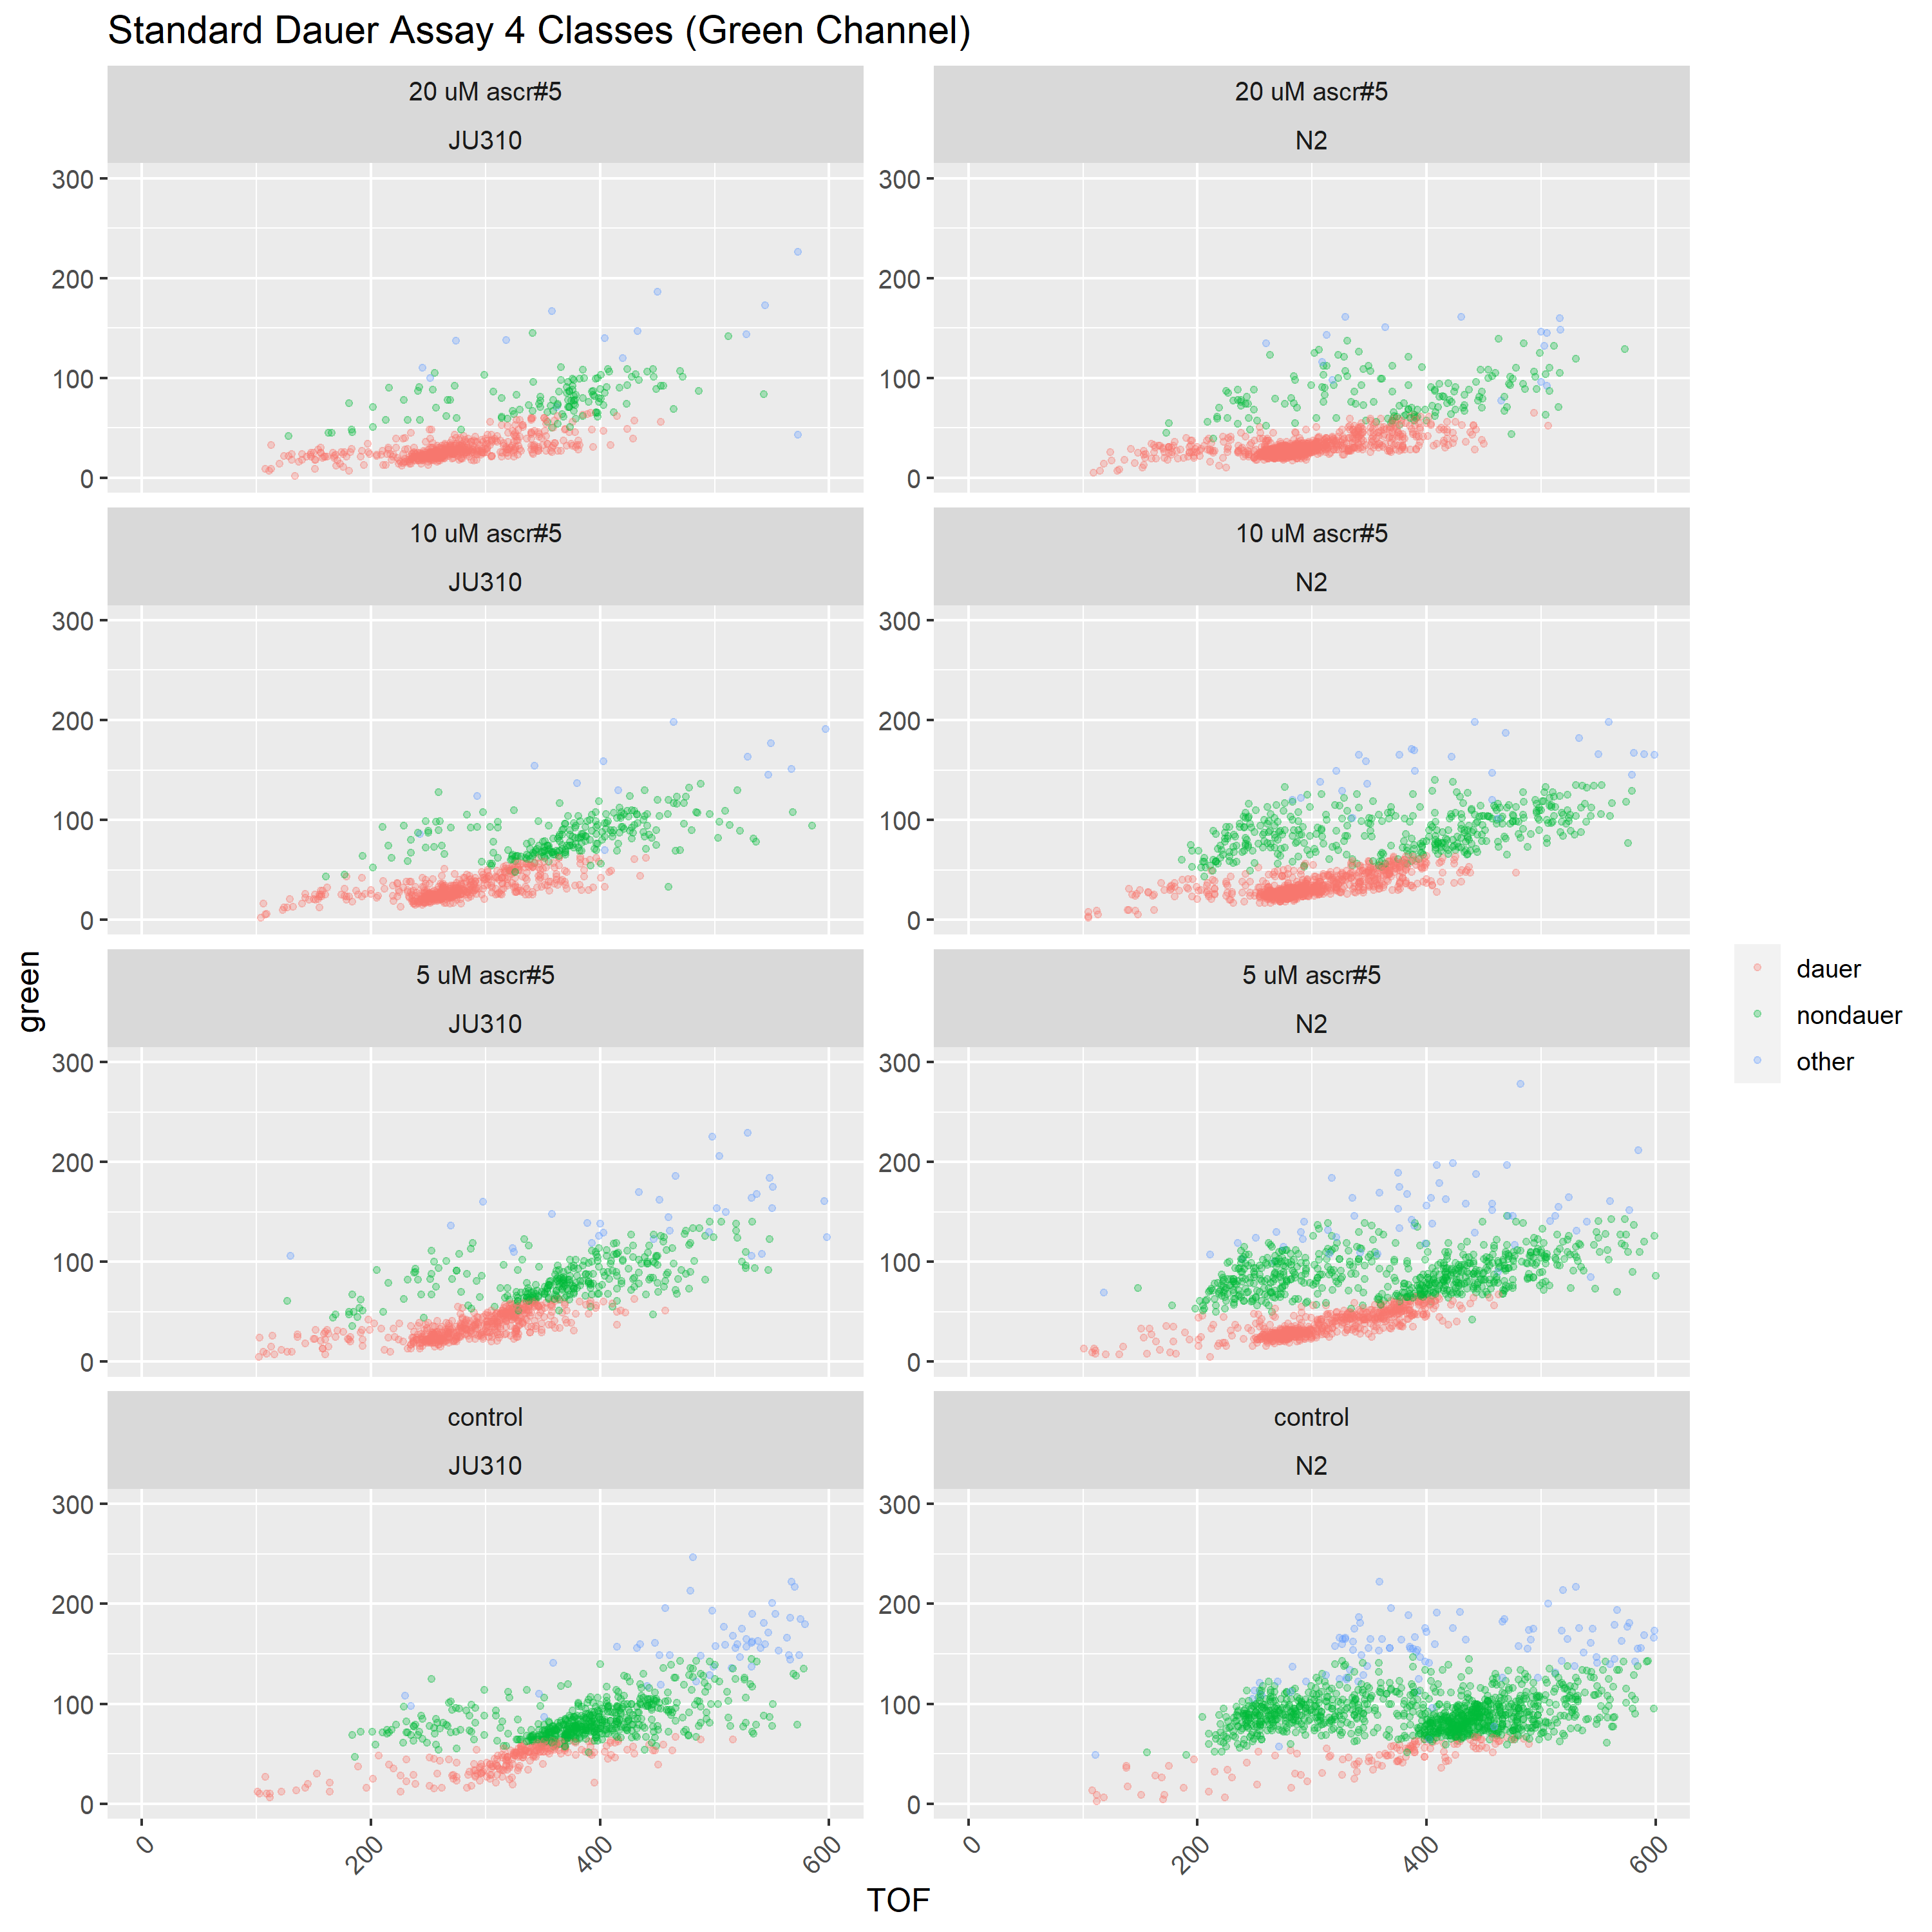 Standard Dauer Assay 4 Classes (Green Channel)
20 uM ascr#5
JU310
20 uM ascr#5
N2
300
200
100
0
300
200
100
0
10 uM ascr#5
JU310
10 uM ascr#5
N2
300
200
100
0
300
200
100
0
5 uM ascr#5
JU310
5 uM ascr#5
N2
300
200
100
0
300
200
100
0
control
JU310
control
N2
300
200
100
0
300
200
100
0
0 200 400 600
0 200 400 600
TOF
green
dauer
nondauer
other